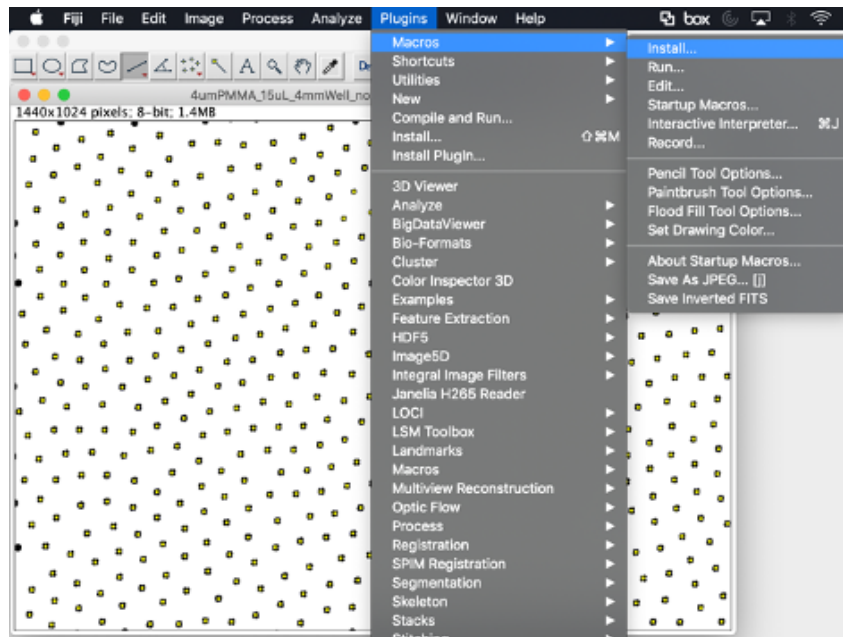 Fiji File Edit Image Process Analyze Plugins Window Help box
4umPMMA_15uL_4mmWell_no
1440x1024 pixels; 8-bit; 1.4MB
Macros
Shortcuts
Utilities
New
Compile and Run...
Install... ⇧⌘M
Install PlugIn...
3D Viewer
Analyze
BigDataViewer
Bio-Formats
Cluster
Color Inspector 3D
Examples
Feature Extraction
HDF5
Image5D
Integral Image Filters
Janelia H265 Reader
LOCI
LSM Toolbox
Landmarks
Macros
Multiview Reconstruction
Optic Flow
Process
Registration
SPIM Registration
Segmentation
Skeleton
Stacks
Install...
Run...
Edit...
Startup Macros...
Interactive Interpreter... ⌘J
Record...
Pencil Tool Options...
Paintbrush Tool Options...
Flood Fill Tool Options...
Set Drawing Color...
About Startup Macros...
Save As JPEG... [j]
Save Inverted FITS